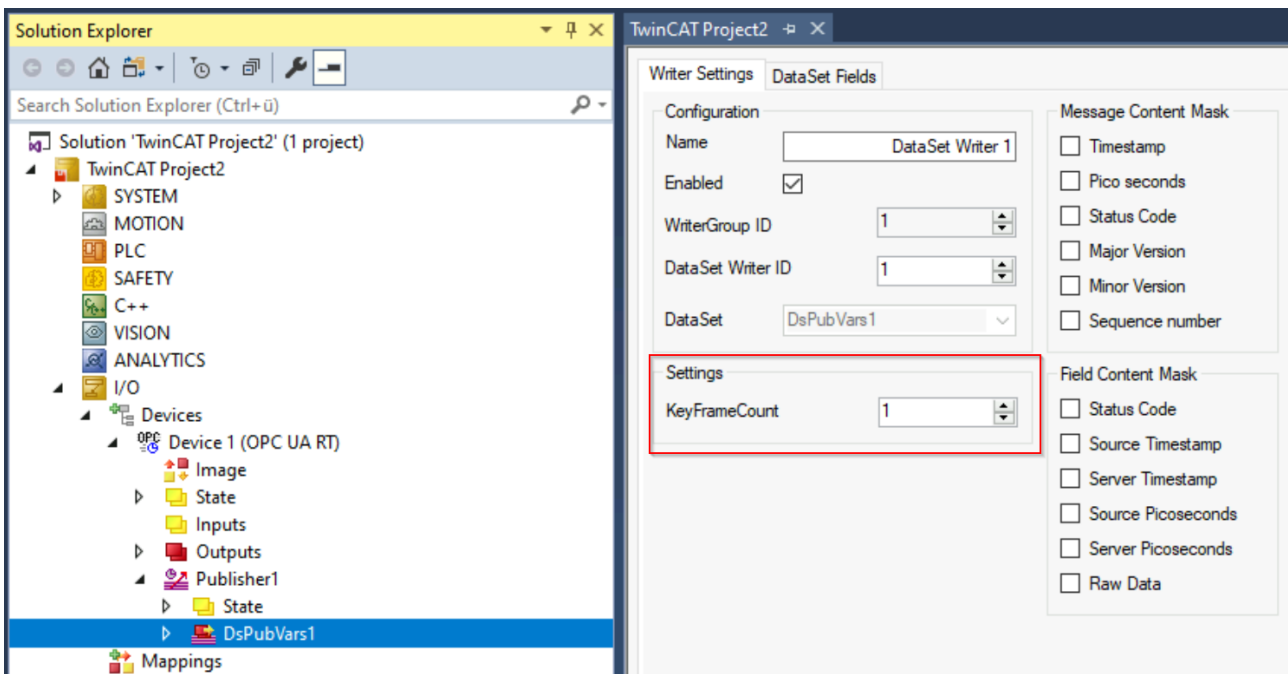 Solution Explorer
Search Solution Explorer (Ctrl+ü)
Solution 'TwinCAT Project2' (1 project)
TwinCAT Project2
SYSTEM
MOTION
PLC
SAFETY
C++
VISION
ANALYTICS
I/O
Devices
OPC UA
Device 1 (OPC UA RT)
Image
State
Inputs
Outputs
Publisher1
State
DsPubVars1
Mappings
TwinCAT Project2
Writer Settings
DataSet Fields
Configuration
Name
DataSet Writer 1
Enabled
WriterGroup ID
1
DataSet Writer ID
1
DataSet
DsPubVars1
Settings
KeyFrameCount
1
Message Content Mask
Timestamp
Pico seconds
Status Code
Major Version
Minor Version
Sequence number
Field Content Mask
Status Code
Source Timestamp
Server Timestamp
Source Picoseconds
Server Picoseconds
Raw Data